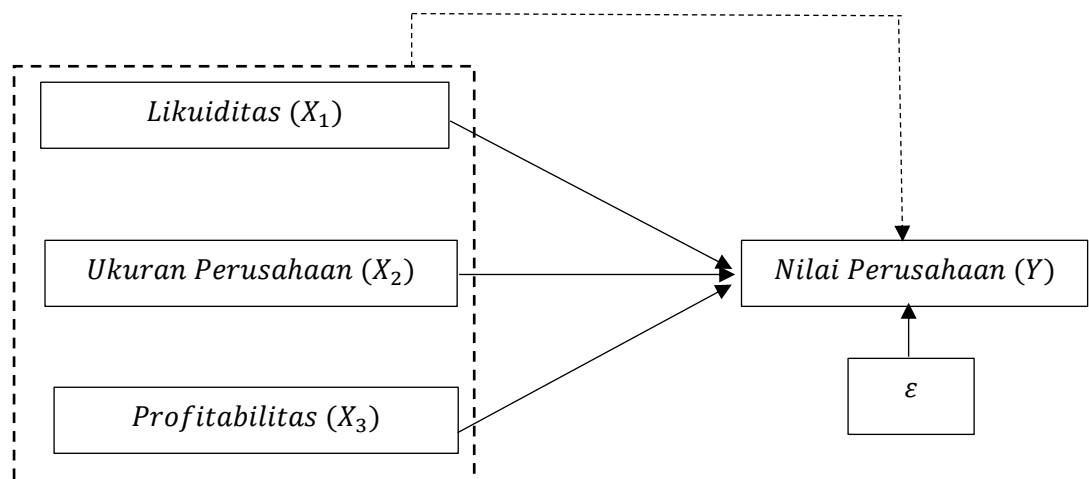 Likuiditas (X₁)
Ukuran Perusahaan (X₂)
Nilai Perusahaan (Y)
Profitabilitas (X₃)
ε